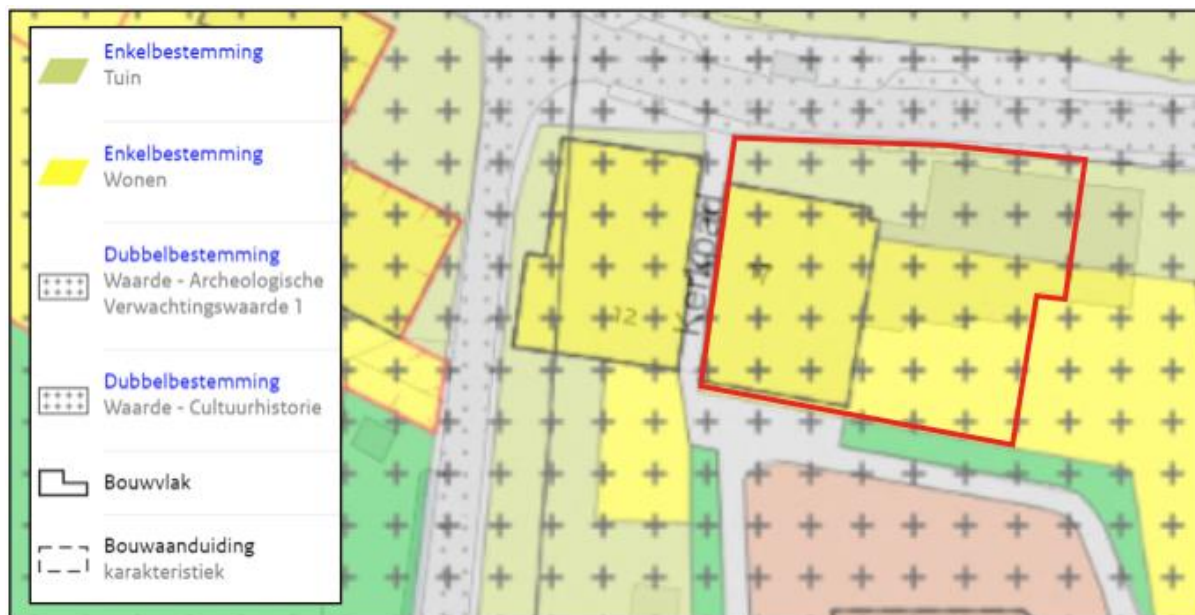 Enkelbestemming
Tuin
Enkelbestemming
Wonen
Dubbelbestemming
Waarde - Archeologische
Verwachtingswaarde 1
Dubbelbestemming
Waarde - Cultuurhistorie
Bouwvlak
Bouwaanduiding
karakteristiek
12
Kerkpad